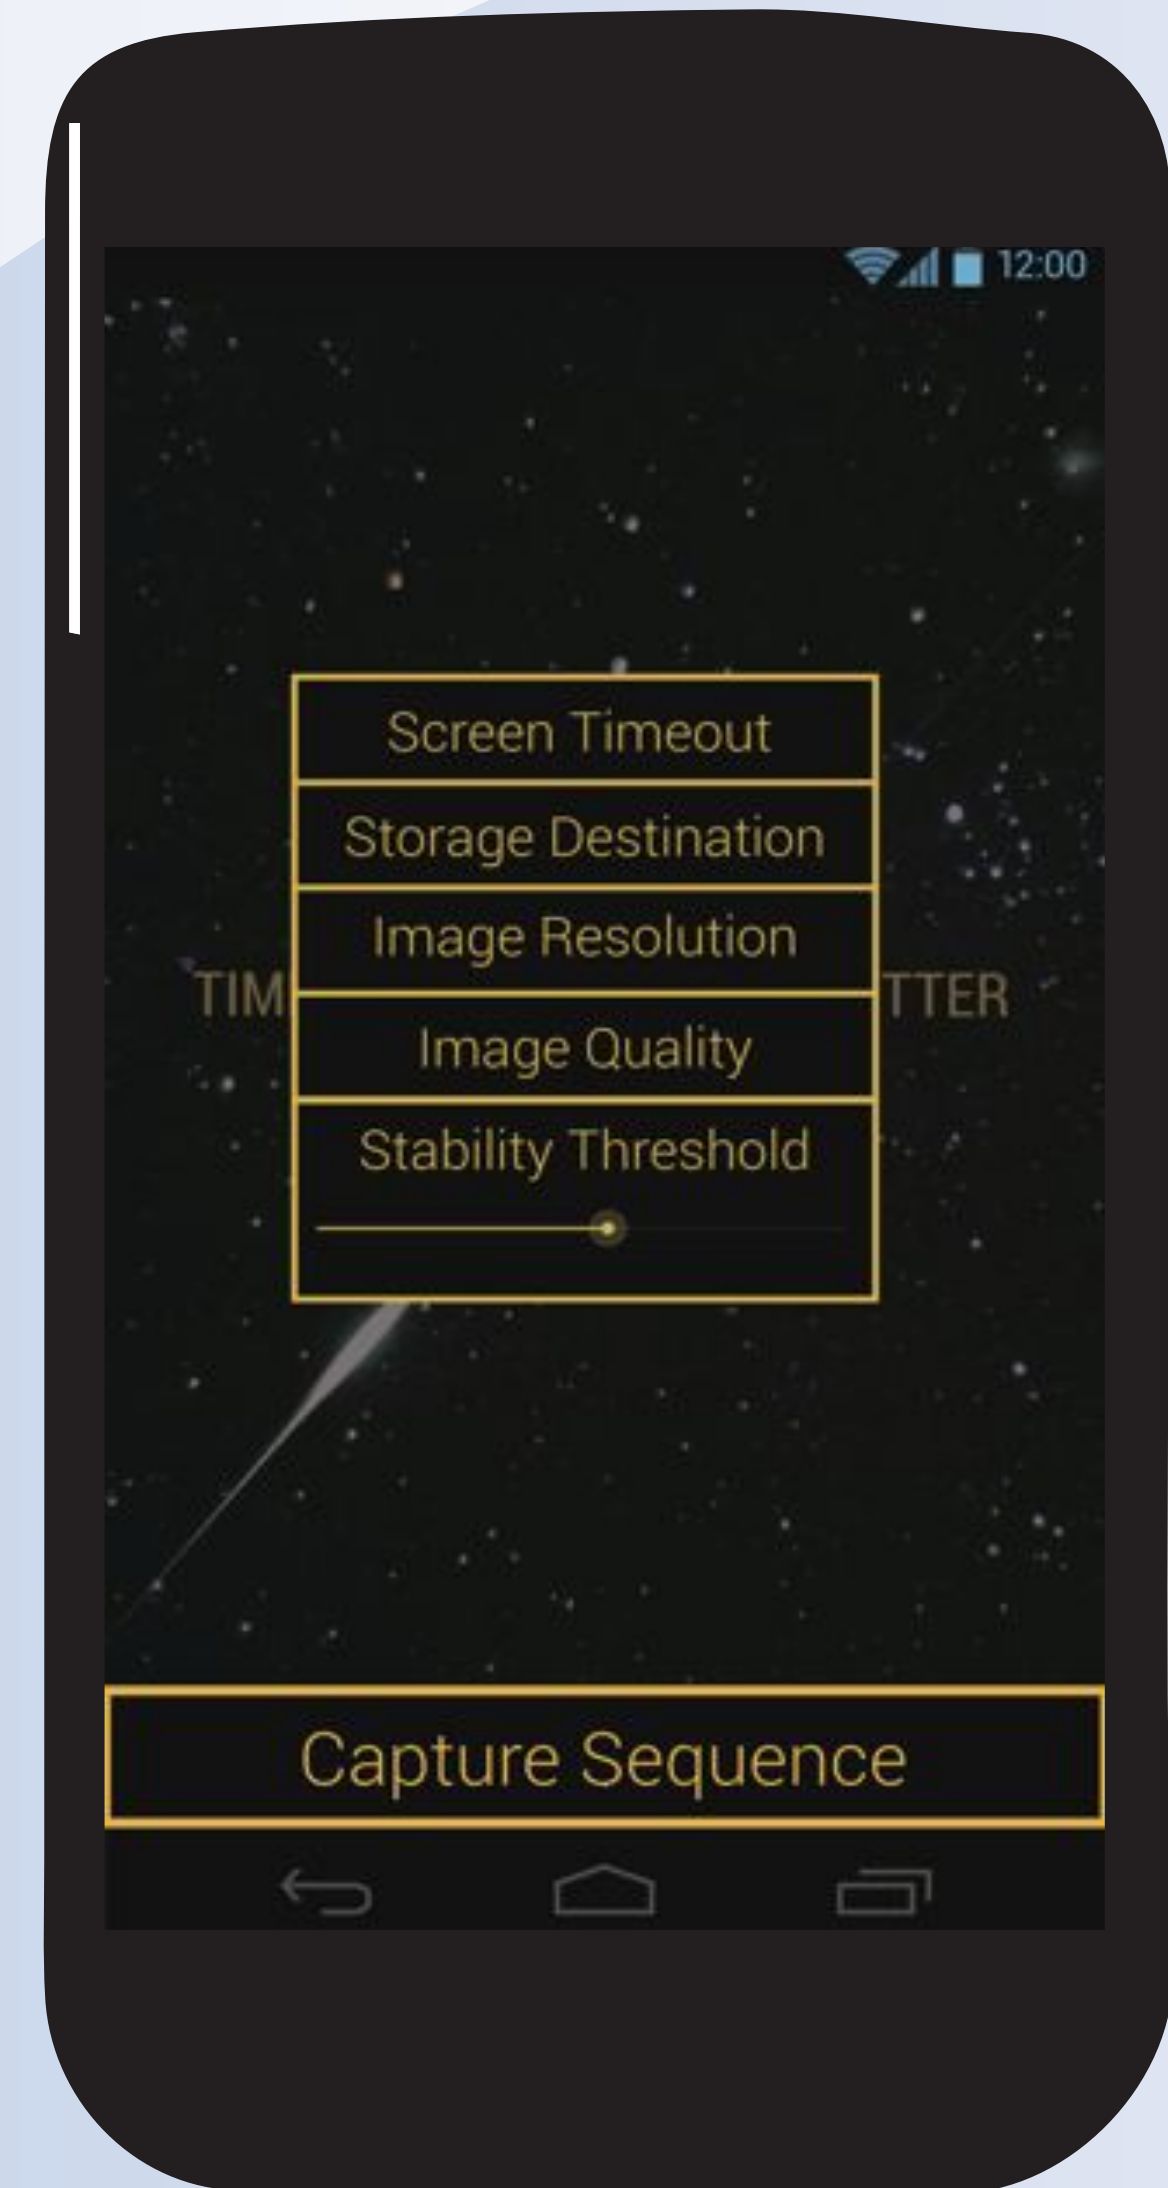 12:00
Screen Timeout
Storage Destination
Image Resolution
TIM TTER
Image Quality
Stability Threshold
Capture Sequence